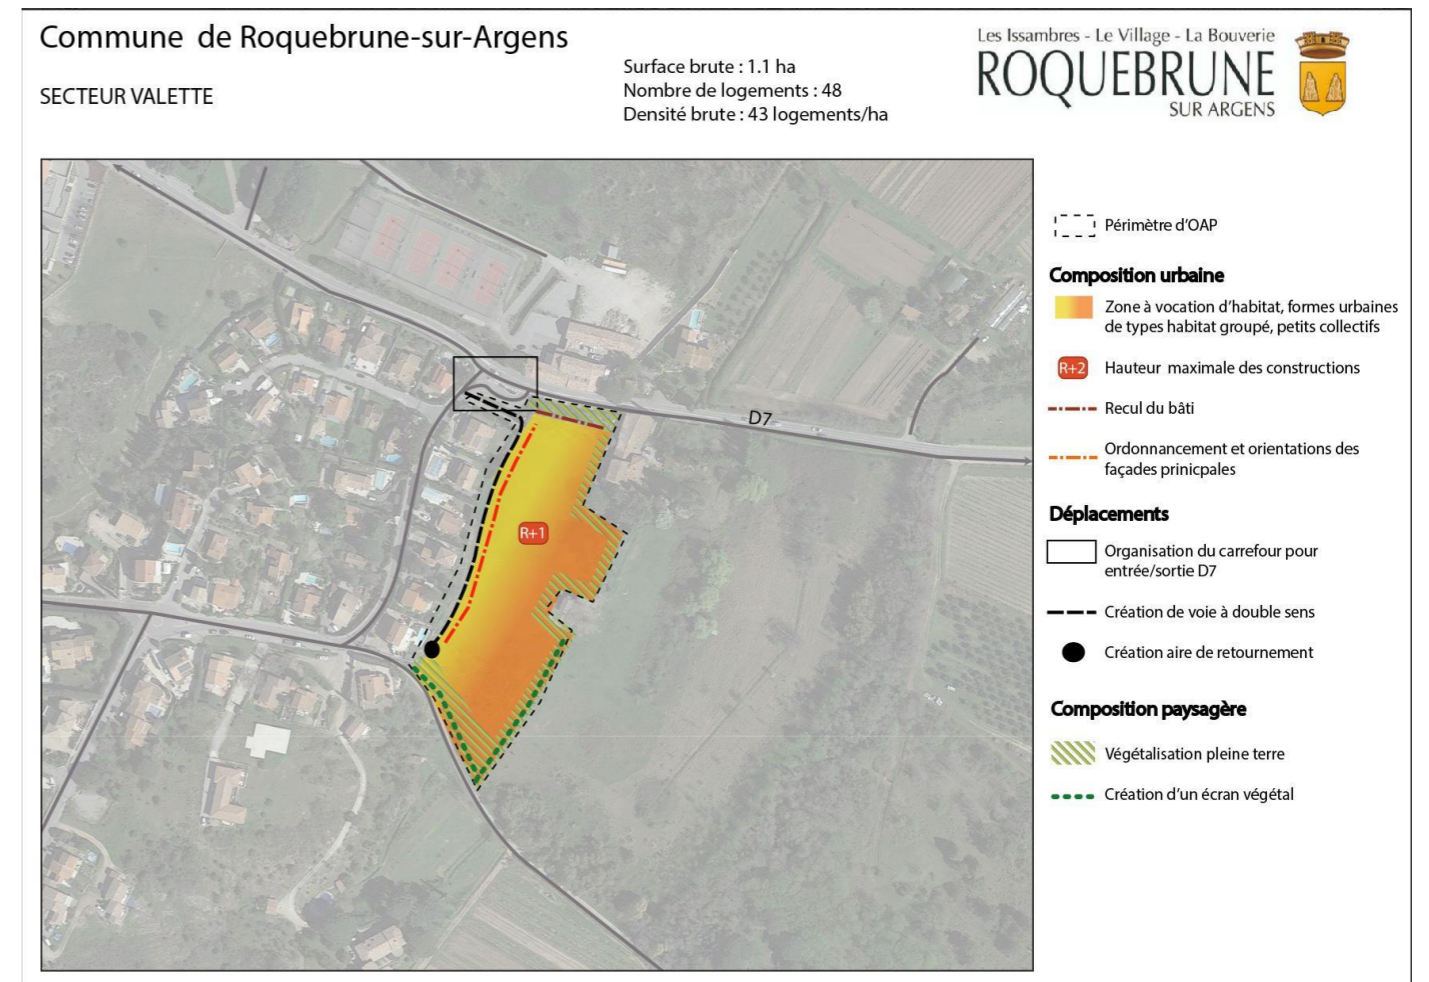 Commune de Roquebrune-sur-Argens
SECTEUR VALETTE
Surface brute : 1.1 ha
Nombre de logements : 48
Densité brute : 43 logements/ha
Les Issambres - Le Village - La Bouverie
ROQUEBRUNE
SUR ARGENS
D7
R+1
Périmètre d'OAP
Composition urbaine
Zone à vocation d'habitat, formes urbaines
de types habitat groupé, petits collectifs
R+2
Hauteur maximale des constructions
Recul du bâti
Ordonnancement et orientations des
façades prinicpales
Déplacements
Organisation du carrefour pour
entrée/sortie D7
Création de voie à double sens
Création aire de retournement
Composition paysagère
Végétalisation pleine terre
Création d'un écran végétal